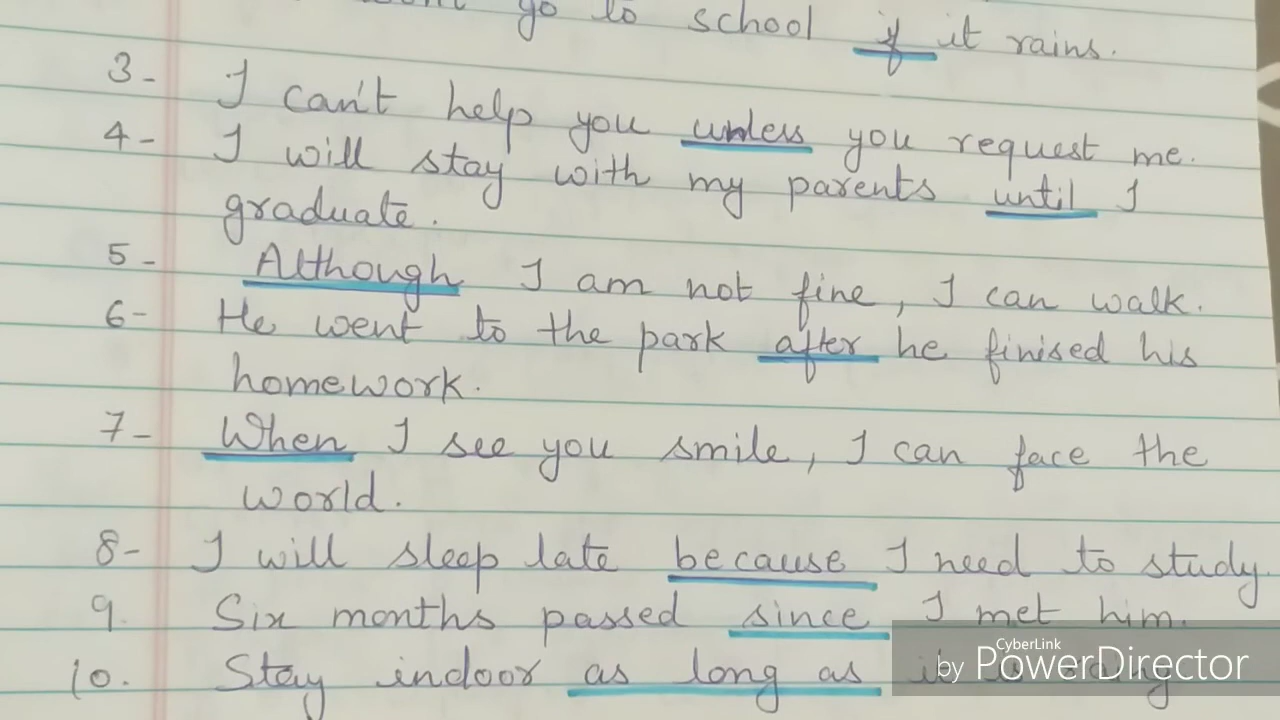 go to school if it rains.
3- I can't help you unless you request me.
4- I will stay with my parents until I
graduate.
5- Although I am not fine, I can walk.
6- He went to the park after he finised his
homework.
7- When I see you smile, I can face the
world.
8- I will sleep late because I need to study.
9. Six months passed since I met him.
10. Stay indoor as long as it
CyberLink
by PowerDirector